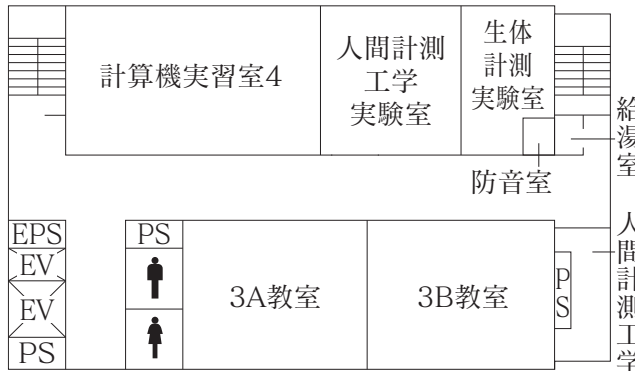 計算機実習室4
人間計測
工学
実験室
生体
計測
実験室
給湯室
防音室
EPS
EV
EV
PS
PS
3A教室
3B教室
PS
人間計測工学